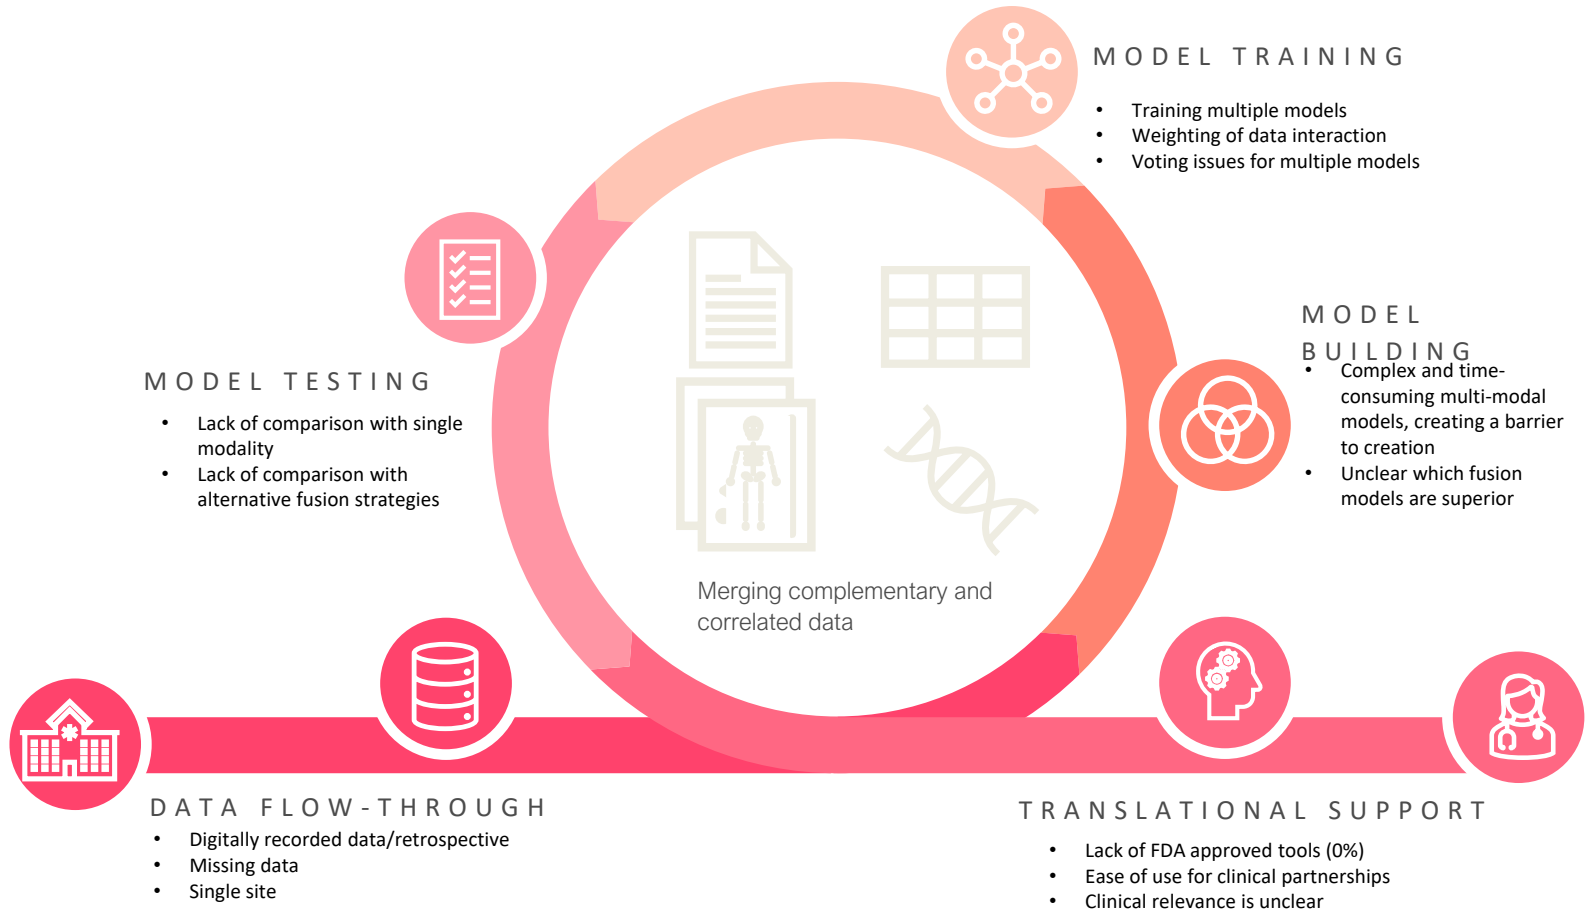 MODEL TRAINING
• Training multiple models
• Weighting of data interaction
• Voting issues for multiple models
MODEL
BUILDING
• Complex and time-
consuming multi-modal
models, creating a barrier
to creation
• Unclear which fusion
models are superior
MODEL TESTING
• Lack of comparison with single
modality
• Lack of comparison with
alternative fusion strategies
Merging complementary and
correlated data
DATA FLOW-THROUGH
• Digitally recorded data/retrospective
• Missing data
• Single site
TRANSLATIONAL SUPPORT
• Lack of FDA approved tools (0%)
• Ease of use for clinical partnerships
• Clinical relevance is unclear